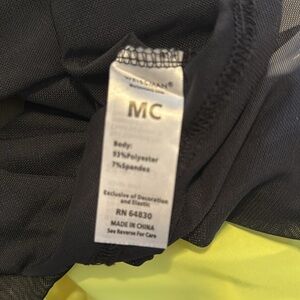 WEISSMAN®
MC
Body:
93%Polyester
7%Spandex
Exclusive of Decoration
and Elastic
RN 64830
MADE IN CHINA
See Reverse For Care